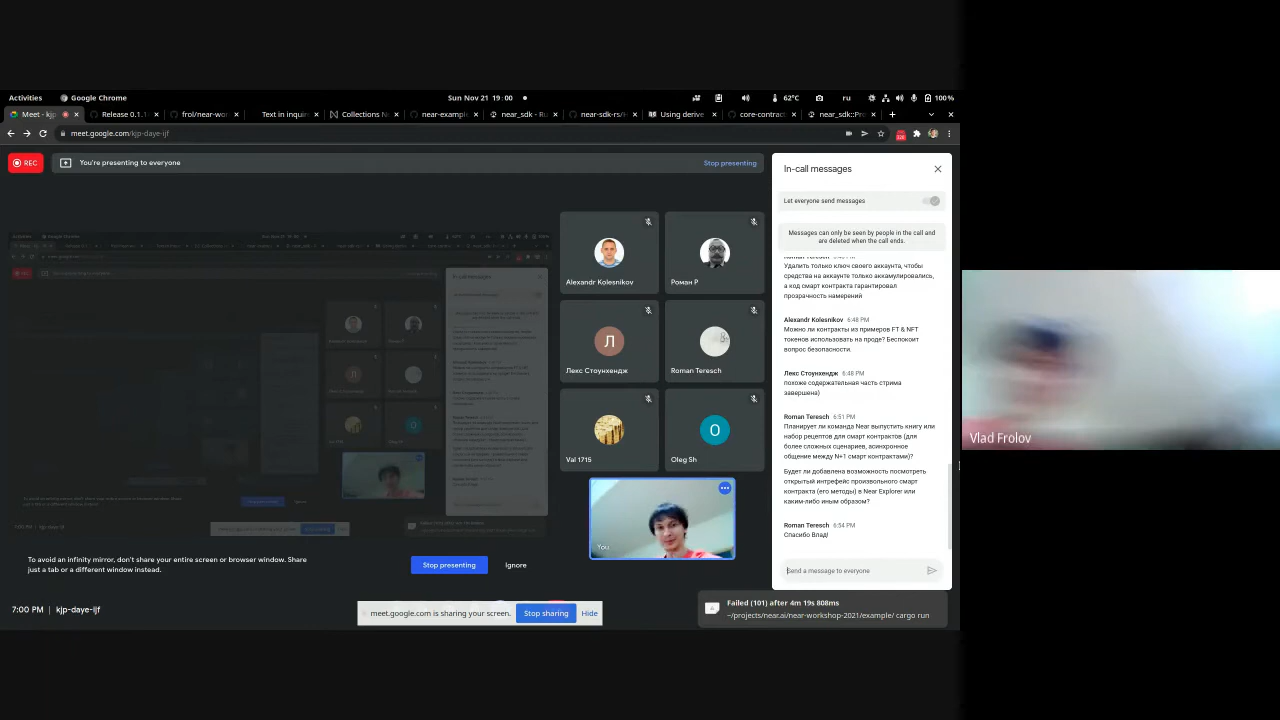 Activities Google Chrome Sun Nov 21 19:00 62°C ru 100%
Meet - kjp Release 0.1.1 frol/near-wo Text in inquir Collections N near-example near_sdk - Ru near-sdk-rs/ Using derive core-contract near_sdk::Pr
meet.google.com/kjp-daye-ijf
REC You're presenting to everyone Stop presenting
In-call messages
Let everyone send messages
Messages can only be seen by people in the call and
are deleted when the call ends.
Удалить только ключ своего аккаунта, чтобы
средства на аккаунте только аккамулировались,
а код смарт контракта гарантировал
прозрачность намерений
Alexandr Kolesnikov 6:48 PM
Можно ли контракты из примеров FT & NFT
токенов использовать на проде? Беспокоит
вопрос безопасности.
Лекс Стоунхендж 6:48 PM
похоже содержательная часть стрима
завершена)
Roman Teresch 6:51 PM
Планирует ли команда Near выпустить книгу или
набор рецептов для смарт контрактов (для
более сложных сценариев, асинхронное
общение между N+1 смарт контрактами)?
Будет ли добавлена возможность посмотреть
открытый интрефейс произвольного смарт
контракта (его методы) в Near Explorer или
каким-либо иным образом?
Roman Teresch 6:54 PM
Спасибо Влад!
Send a message to everyone
Alexandr Kolesnikov
Роман Р
Л
Лекс Стоунхендж
Roman Teresch
Val 1715
O
Oleg Sh
You
To avoid an infinity mirror, don't share your entire screen or browser window. Share
just a tab or a different window instead.
Stop presenting Ignore
7:00 PM | kjp-daye-ijf
meet.google.com is sharing your screen. Stop sharing Hide
Failed (101) after 4m 19s 808ms
~/projects/near.ai/near-workshop-2021/example/ cargo run
Vlad Frolov